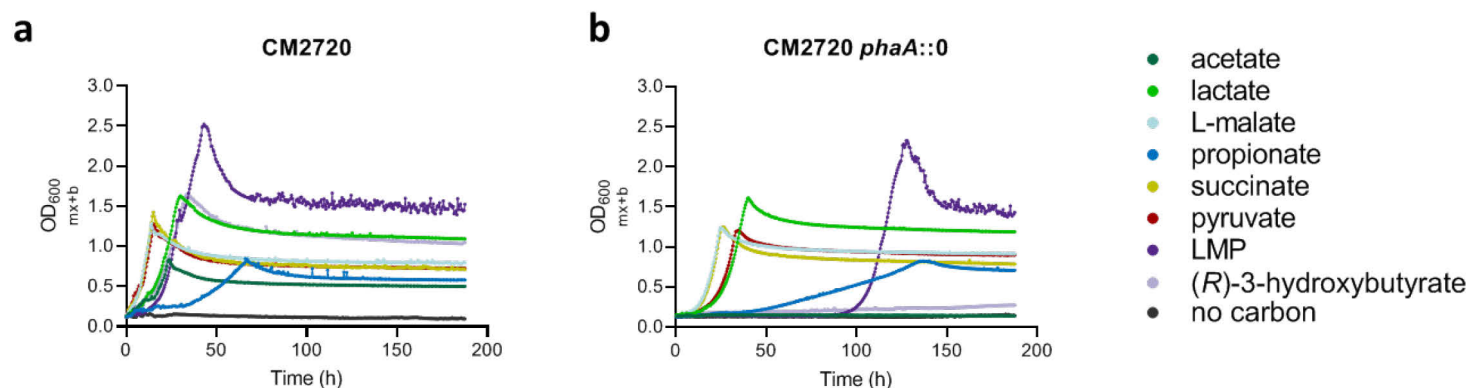 a
CM2720
3.0
2.5
2.0
1.5
1.0
0.5
0.0
OD600
mx+b
0
50
100
150
200
Time (h)
b
CM2720 phaA::0
3.0
2.5
2.0
1.5
1.0
0.5
0.0
OD600
mx+b
0
50
100
150
200
Time (h)
acetate
lactate
L-malate
propionate
succinate
pyruvate
LMP
(R)-3-hydroxybutyrate
no carbon